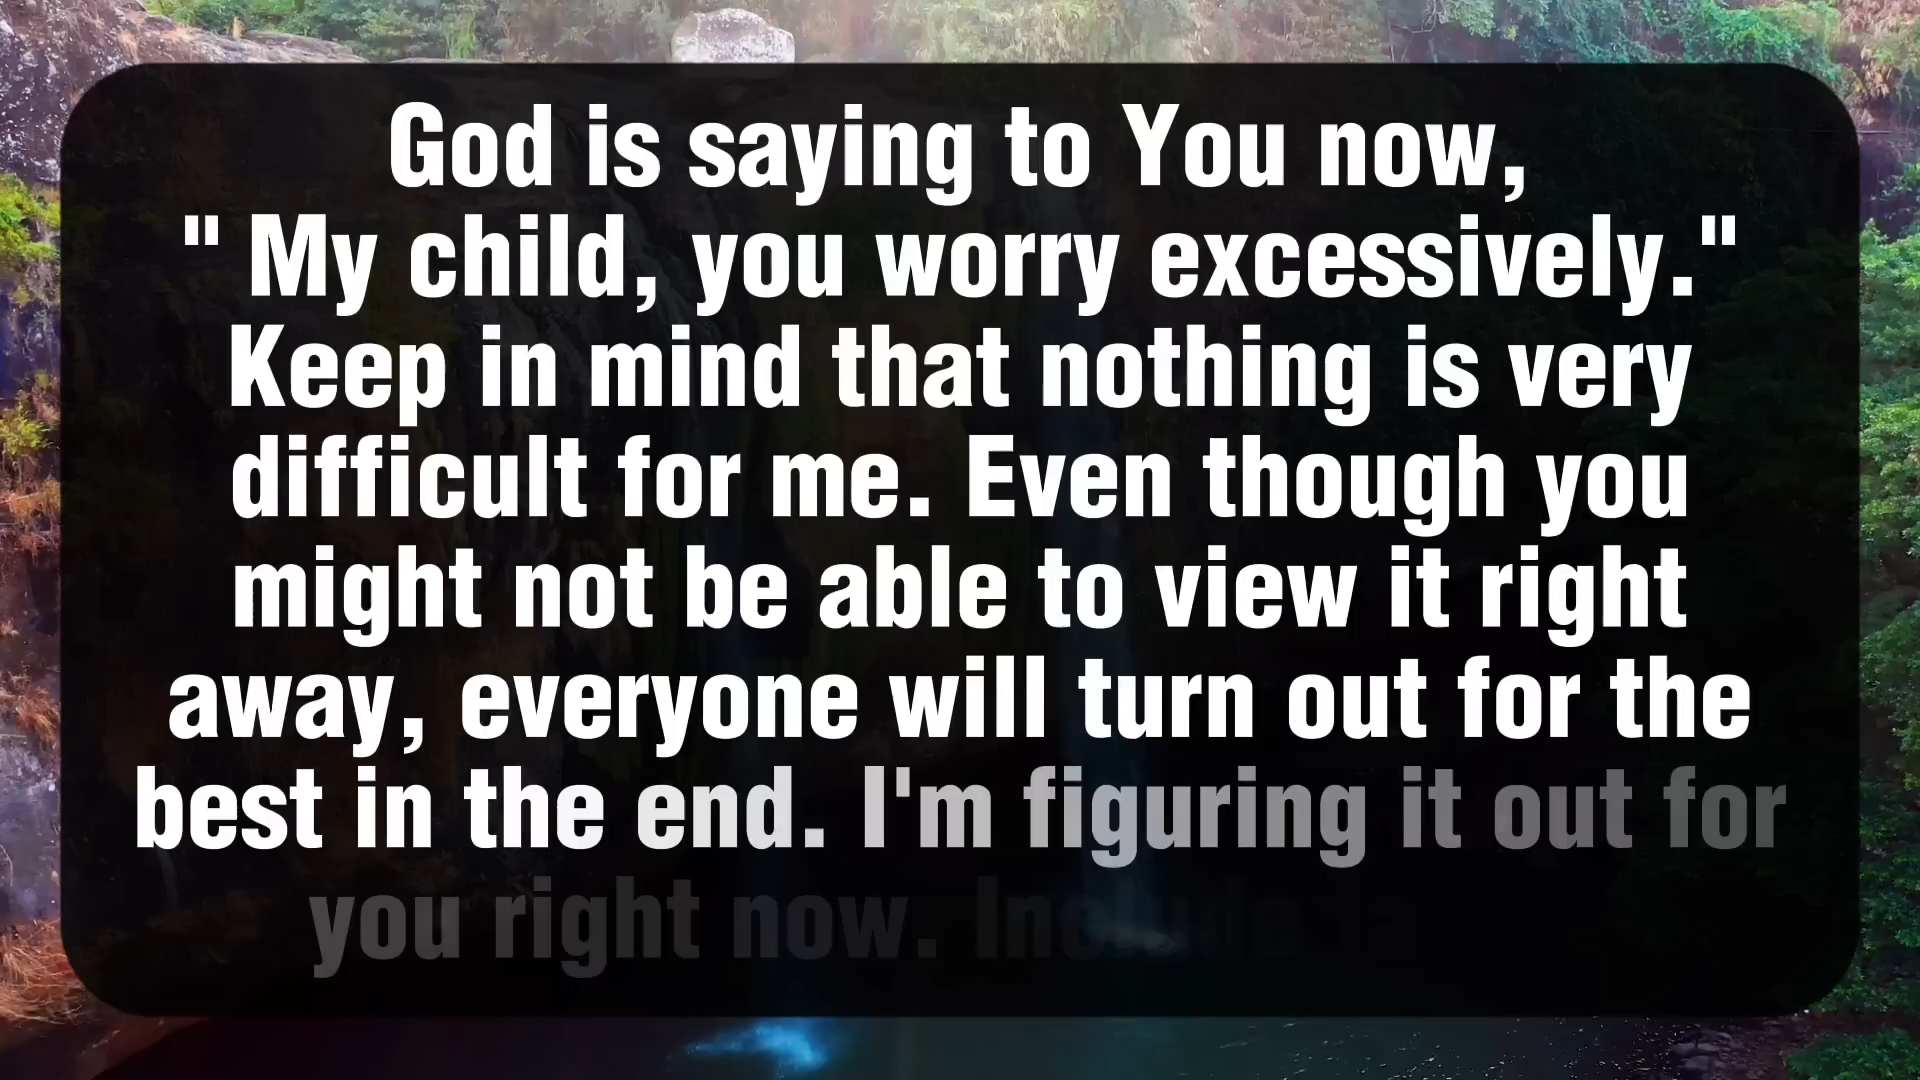 God is saying to You now,
" My child, you worry excessively."
Keep in mind that nothing is very
difficult for me. Even though you
might not be able to view it right
away, everyone will turn out for the
best in the end. I'm figuring it out for
you right now. Include